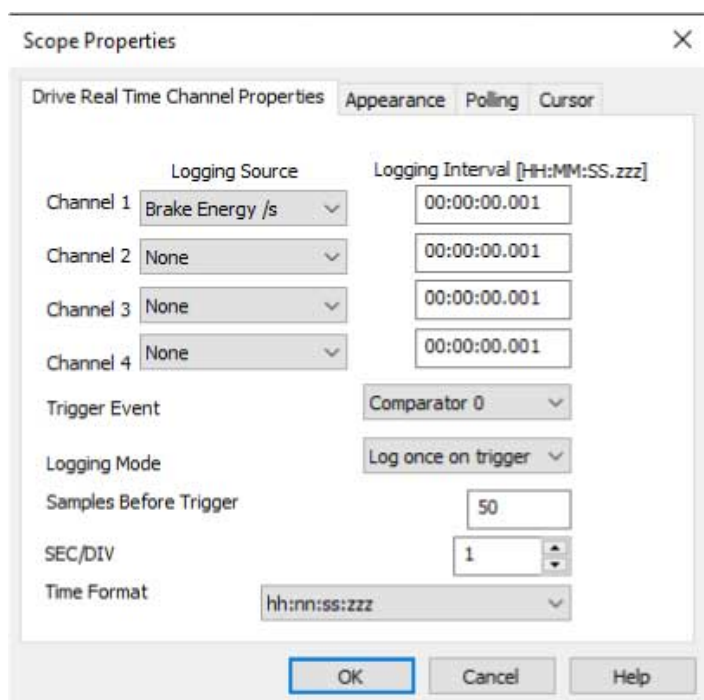 Scope Properties
Drive Real Time Channel Properties Appearance Polling Cursor
Logging Source Logging Interval [HH:MM:SS.zzz]
Channel 1 Brake Energy /s 00:00:00.001
Channel 2 None 00:00:00.001
Channel 3 None 00:00:00.001
Channel 4 None 00:00:00.001
Trigger Event Comparator 0
Logging Mode Log once on trigger
Samples Before Trigger 50
SEC/DIV 1
Time Format hh:nn:ss:zzz
OK Cancel Help